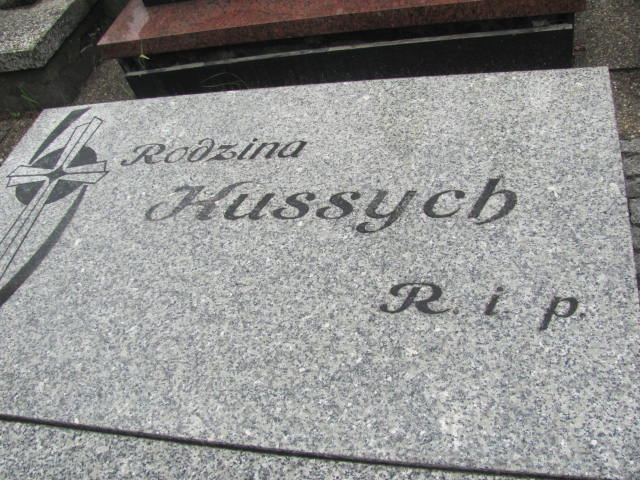 Rodzina
Kussych
R. i. p.